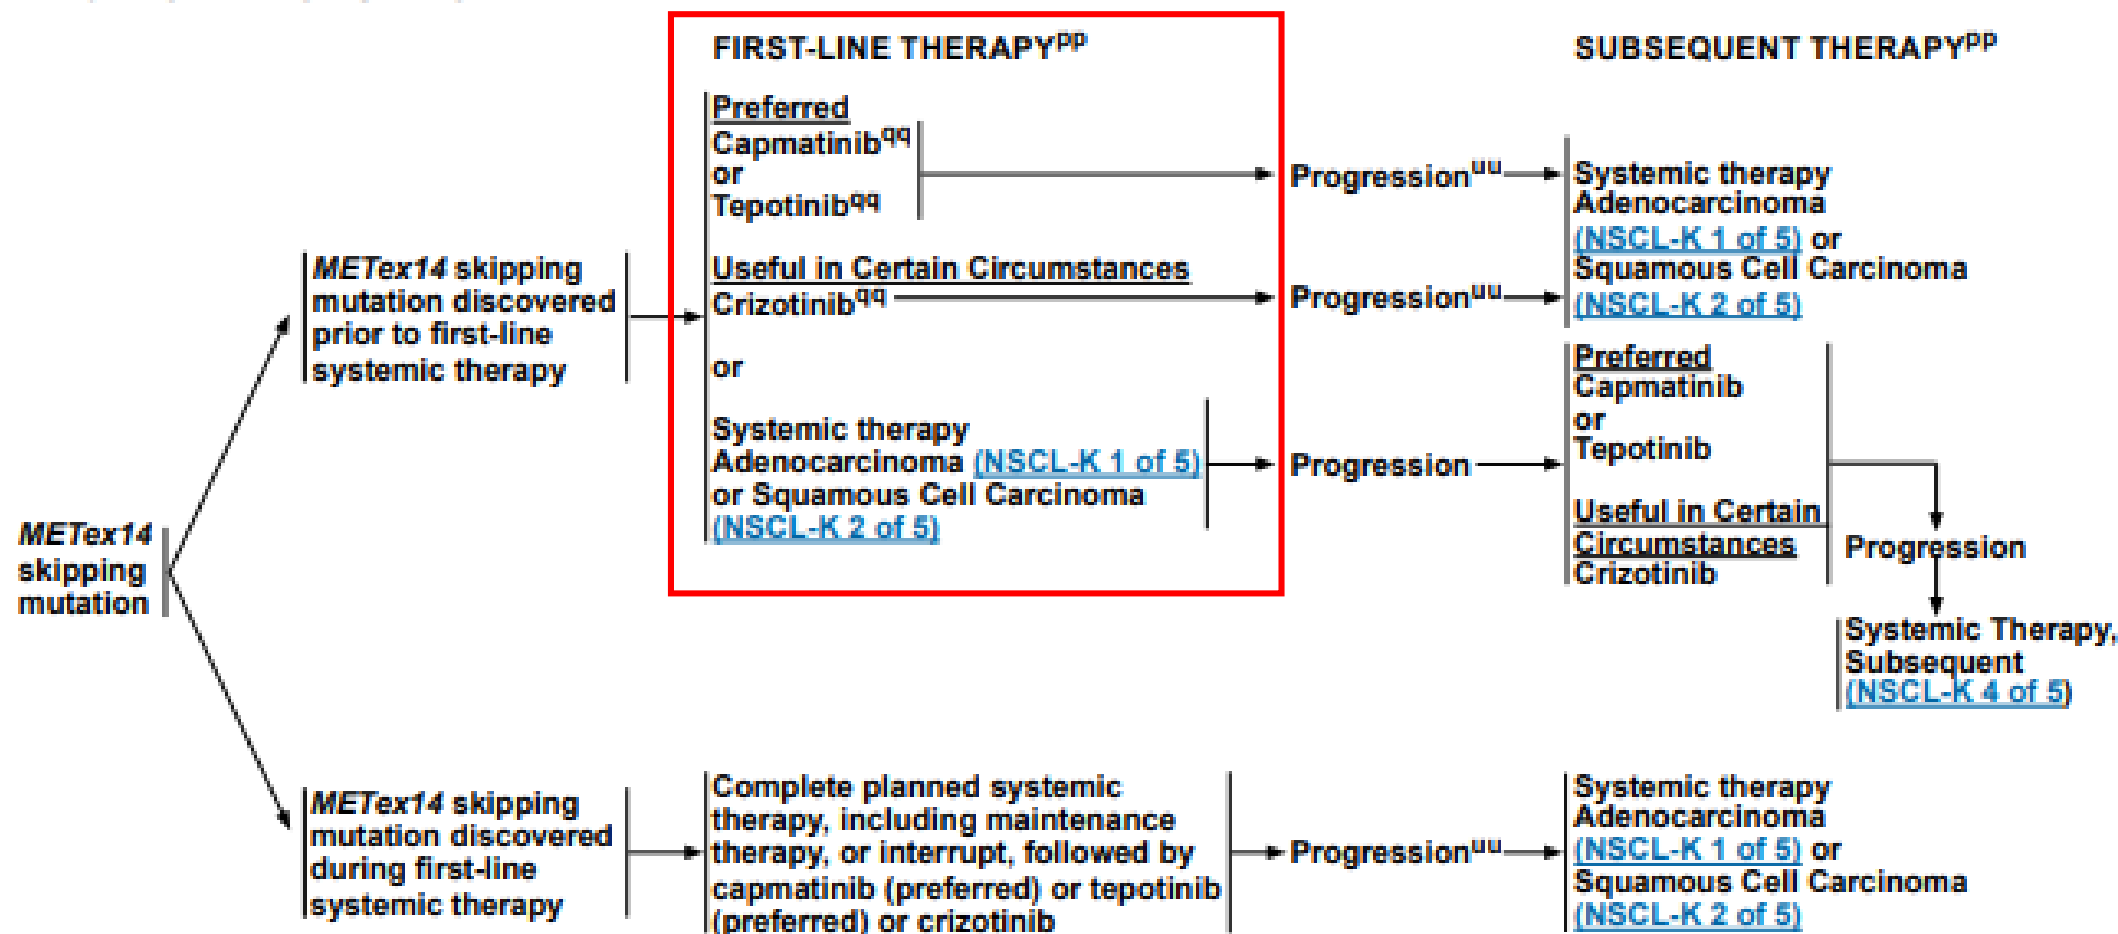 FIRST-LINE THERAPYpp
SUBSEQUENT THERAPYpp
METex14
skipping
mutation
METex14 skipping
mutation discovered
prior to first-line
systemic therapy
Preferred
Capmatinibqq
or
Tepotinibqq
Useful in Certain Circumstances
Crizotinibqq
or
Systemic therapy
Adenocarcinoma (NSCL-K 1 of 5)
or Squamous Cell Carcinoma
(NSCL-K 2 of 5)
Progressionuu
Progressionuu
Progression
Systemic therapy
Adenocarcinoma
(NSCL-K 1 of 5) or
Squamous Cell Carcinoma
(NSCL-K 2 of 5)
Preferred
Capmatinib
or
Tepotinib
Useful in Certain
Circumstances
Crizotinib
Progression
Systemic Therapy,
Subsequent
(NSCL-K 4 of 5)
METex14 skipping
mutation discovered
during first-line
systemic therapy
Complete planned systemic
therapy, including maintenance
therapy, or interrupt, followed by
capmatinib (preferred) or tepotinib
(preferred) or crizotinib
Progressionuu
Systemic therapy
Adenocarcinoma
(NSCL-K 1 of 5) or
Squamous Cell Carcinoma
(NSCL-K 2 of 5)